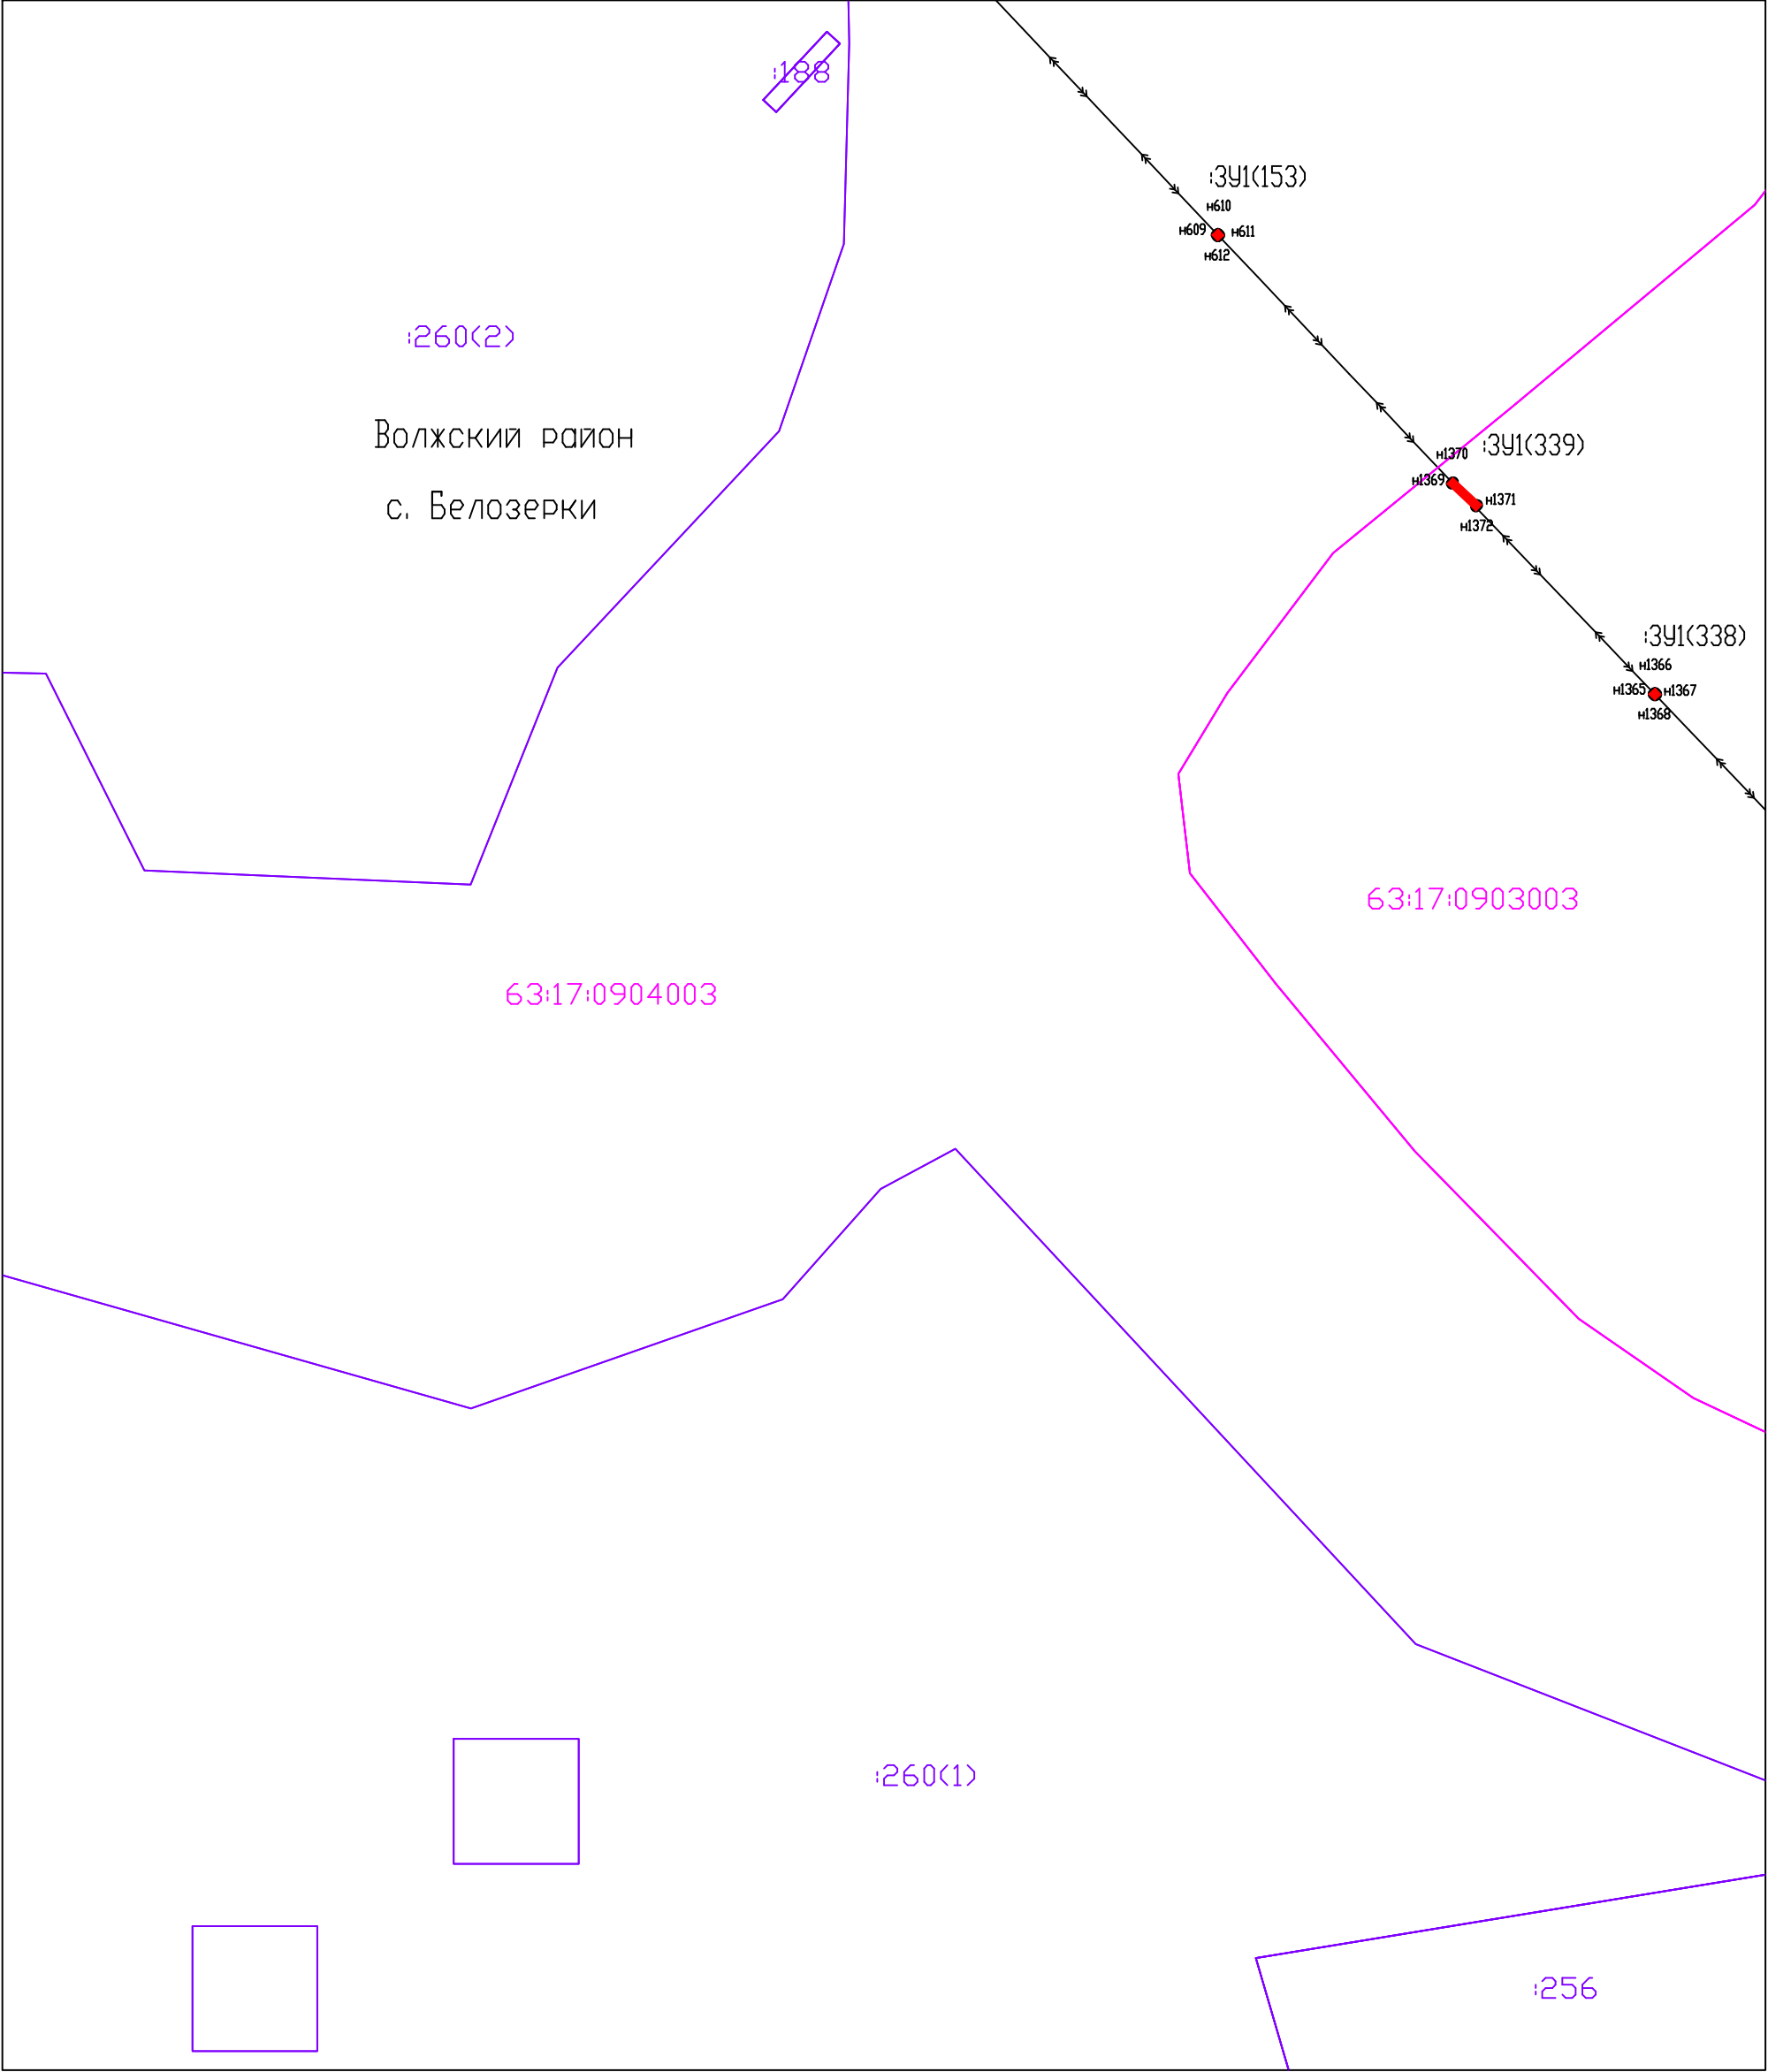 :188
:ЗУ1(153)
н610
н609
н611
н612
:260(2)
Волжский район
с. Белозерки
:ЗУ1(339)
н1370
н1369
н1371
н1372
:ЗУ1(338)
н1366
н1365
н1367
н1368
63:17:0903003
63:17:0904003
:260(1)
:256